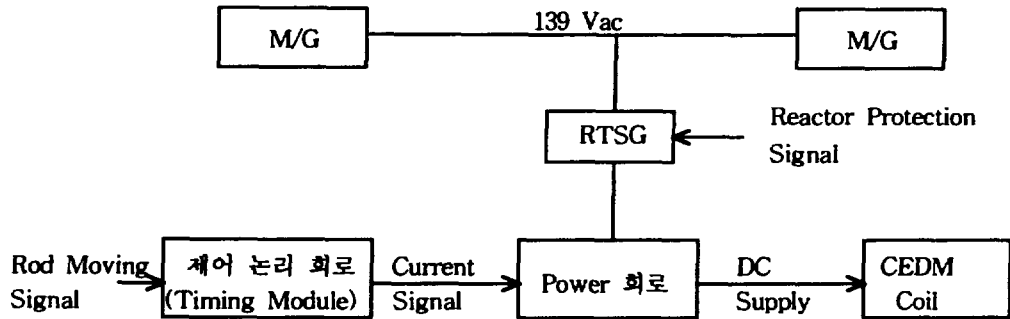 139 Vac
M/G
M/G
RTSG
Reactor Protection
Signal
Rod Moving
Signal
제어 논리 회로
(Timing Module)
Current
Signal
Power 회로
DC
Supply
CEDM
Coil